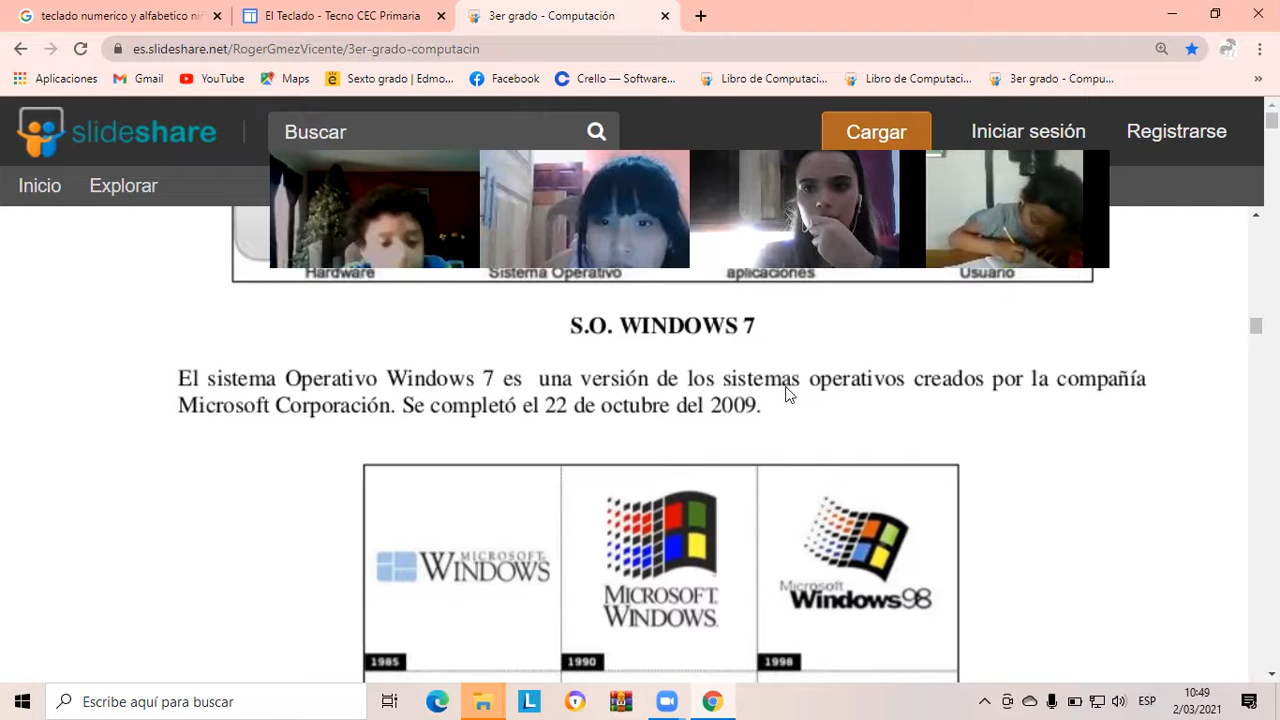 teclado numerico y alfabetico ni
El Teclado - Tecno CEC Primaria
3er grado - Computación
es.slideshare.net/RogerGmezVicente/3er-grado-computacin
Aplicaciones
Gmail
YouTube
Maps
Sexto grado | Edmo...
Facebook
Crello — Software...
Libro de Computaci...
Libro de Computaci...
3er grado - Compu...
»
slideshare
Buscar
Cargar
Iniciar sesión
Registrarse
Inicio
Explorar
Hardware
Sistema Operativo
aplicaciones
Usuario
S.O. WINDOWS 7
El sistema Operativo Windows 7 es una versión de los sistemas operativos creados por la compañía
Microsoft Corporación. Se completó el 22 de octubre del 2009.
MICROSOFT.
WINDOWS
MICROSOFT.
WINDOWS.
Microsoft
Windows98
1985
1990
1998
Escribe aquí para buscar
L
ESP
10:49
2/03/2021